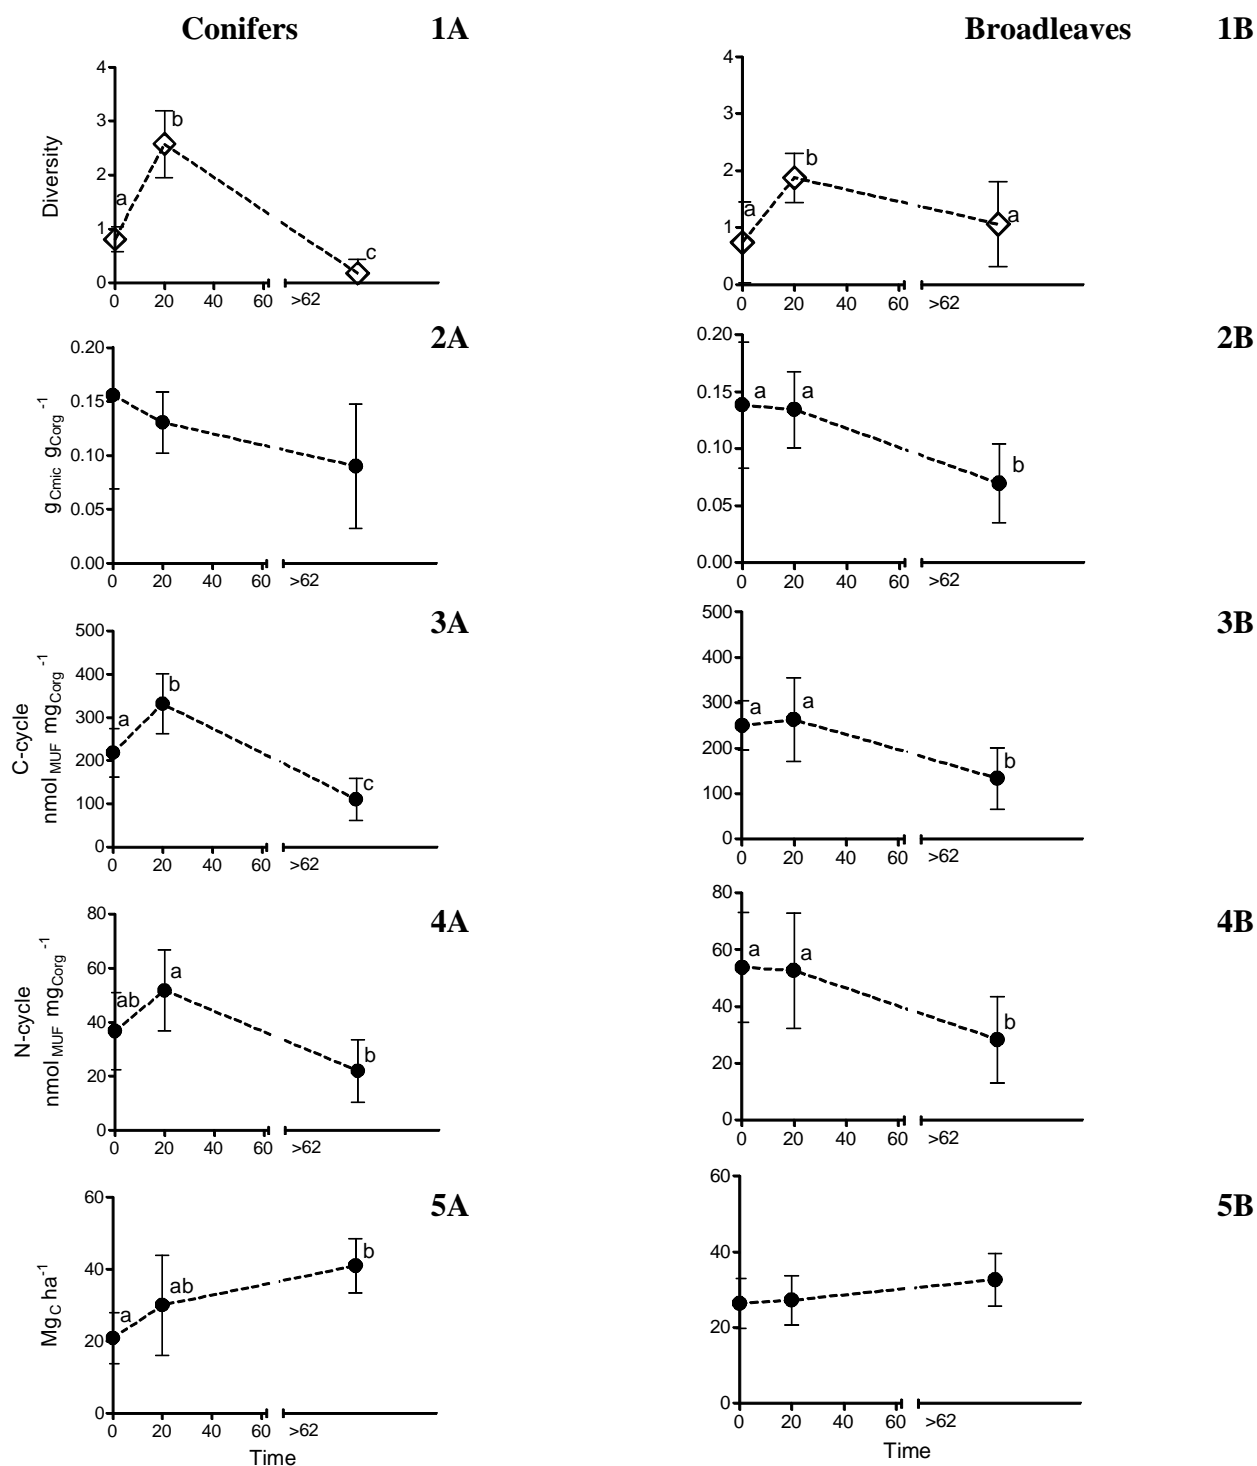 Conifers 1A Broadleaves 1B
Diversity
4
3
2
1
0
a
b
c
0 20 40 60 >62
4
3
2
1
0
a
b
a
0 20 40 60 >62
2A
gCmic gCorg-1
0.20
0.15
0.10
0.05
0.00
0 20 40 60 >62
2B
0.20
0.15
0.10
0.05
0.00
a
a
b
0 20 40 60 >62
3A
C-cycle
nmolMUF mgCorg-1
500
400
300
200
100
0
a
b
c
0 20 40 60 >62
3B
500
400
300
200
100
0
a
a
b
0 20 40 60 >62
4A
N-cycle
nmolMUF mgCorg-1
80
60
40
20
0
ab
a
b
0 20 40 60 >62
4B
80
60
40
20
0
a
a
b
0 20 40 60 >62
5A
MgC ha-1
60
40
20
0
a
ab
b
0 20 40 60 >62
Time
5B
60
40
20
0
0 20 40 60 >62
Time